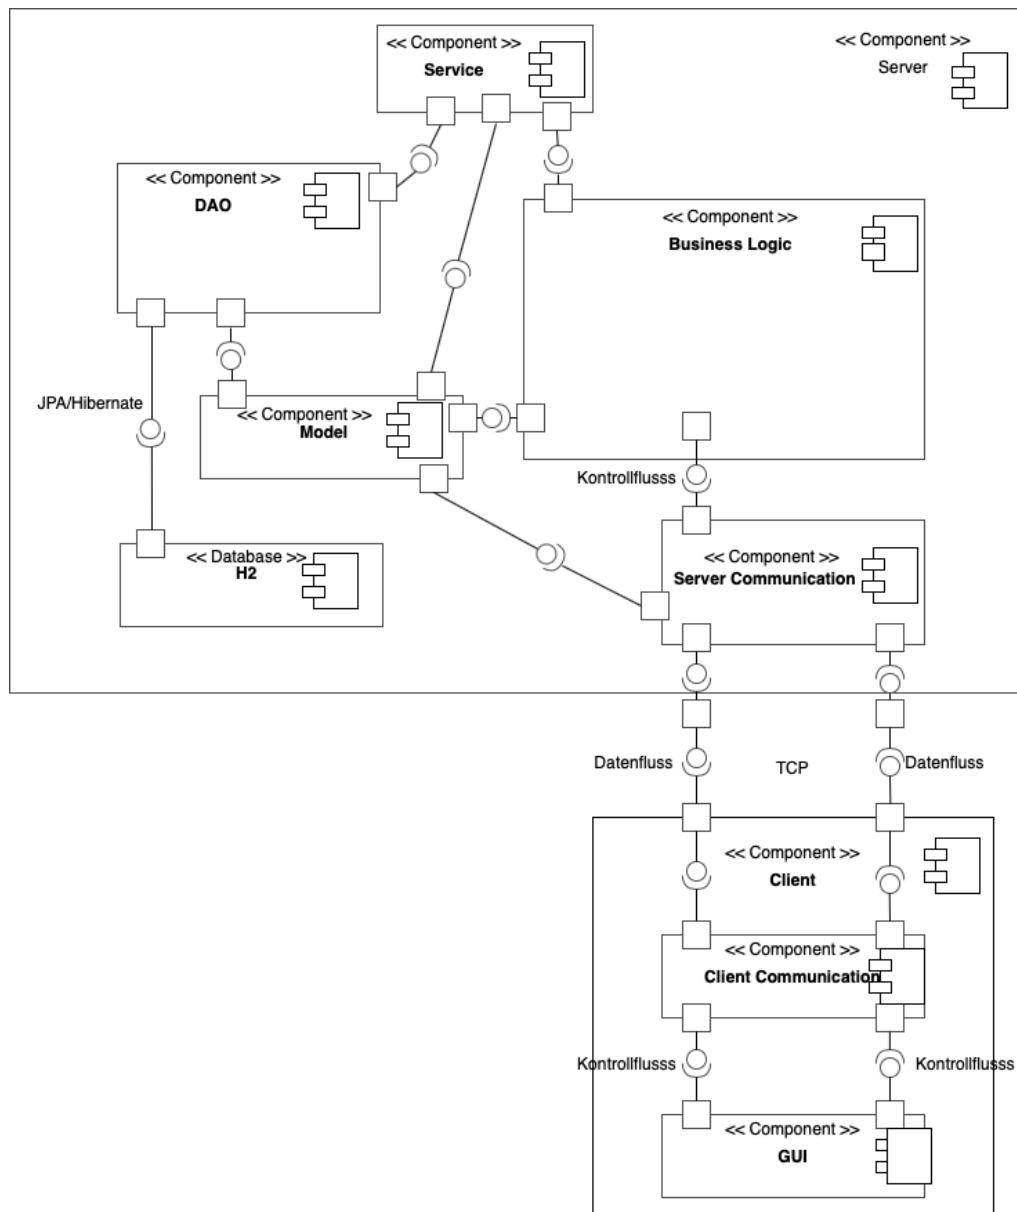 << Component >>
Service
<< Component >>
Server
<< Component >>
DAO
<< Component >>
Business Logic
JPA/Hibernate
<< Component >>
Model
Kontrollflusss
<< Database >>
H2
<< Component >>
Server Communication
Datenfluss
TCP
Datenfluss
<< Component >>
Client
<< Component >>
Client Communication
Kontrollflusss
Kontrollflusss
<< Component >>
GUI